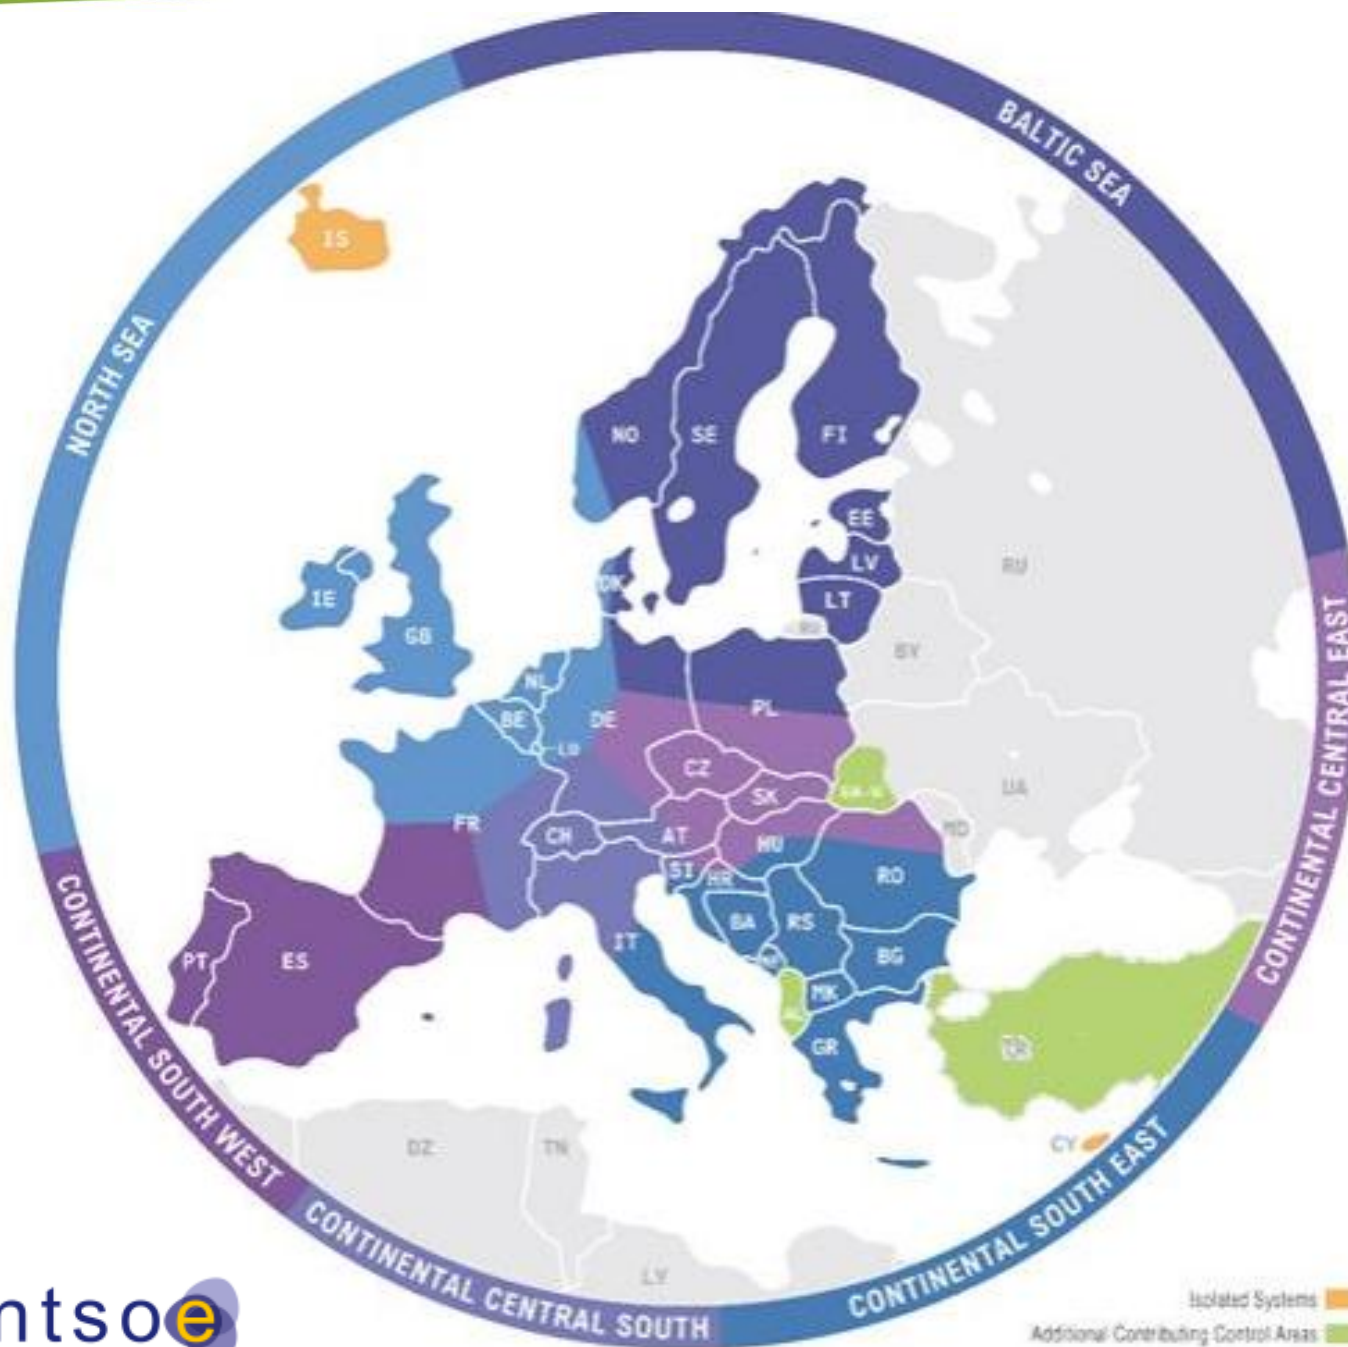 BALTIC SEA
NORTH SEA
IS
NO
SE
FI
EE
LV
LT
DK
RU
IE
GB
BY
NL
BE
DE
PL
LU
CZ
SK
UA
FR
CH
AT
HU
MD
SI
HR
RO
BA
RS
PT
ES
IT
BG
MK
GR
TR
DZ
TN
CY
LY
CONTINENTAL CENTRAL EAST
CONTINENTAL SOUTH WEST
CONTINENTAL CENTRAL SOUTH
CONTINENTAL SOUTH EAST
Isolated Systems
Additional Contributing Control Areas
ntsoe